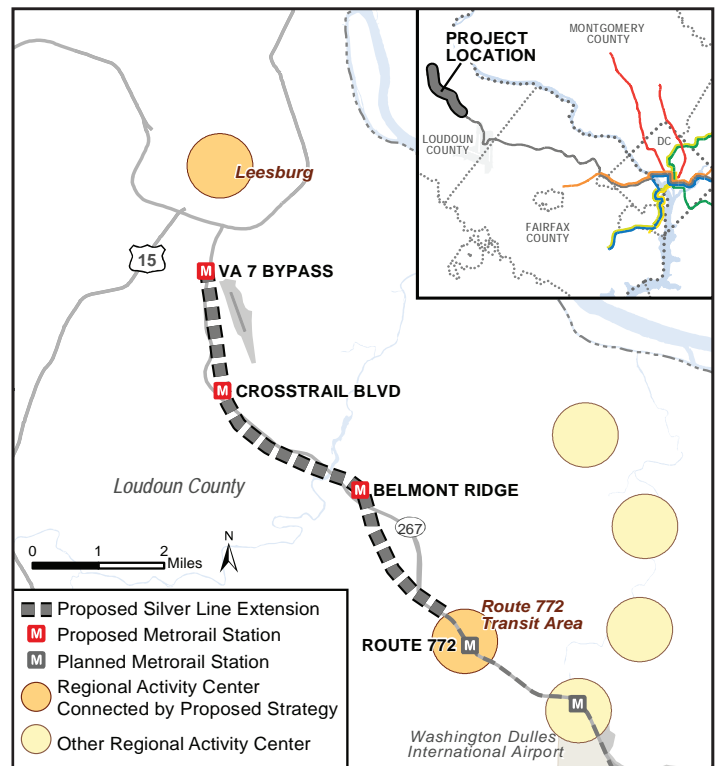 PROJECT
LOCATION
MONTGOMERY
COUNTY
DC
LOUDOUN
COUNTY
FAIRFAX
COUNTY
Leesburg
15
M VA 7 BYPASS
M CROSSTRAIL BLVD
Loudoun County
M BELMONT RIDGE
267
0 1 2
Miles
N
Route 772
Transit Area
ROUTE 772 M
M
Washington Dulles
International Airport
Proposed Silver Line Extension
M Proposed Metrorail Station
M Planned Metrorail Station
Regional Activity Center
Connected by Proposed Strategy
Other Regional Activity Center